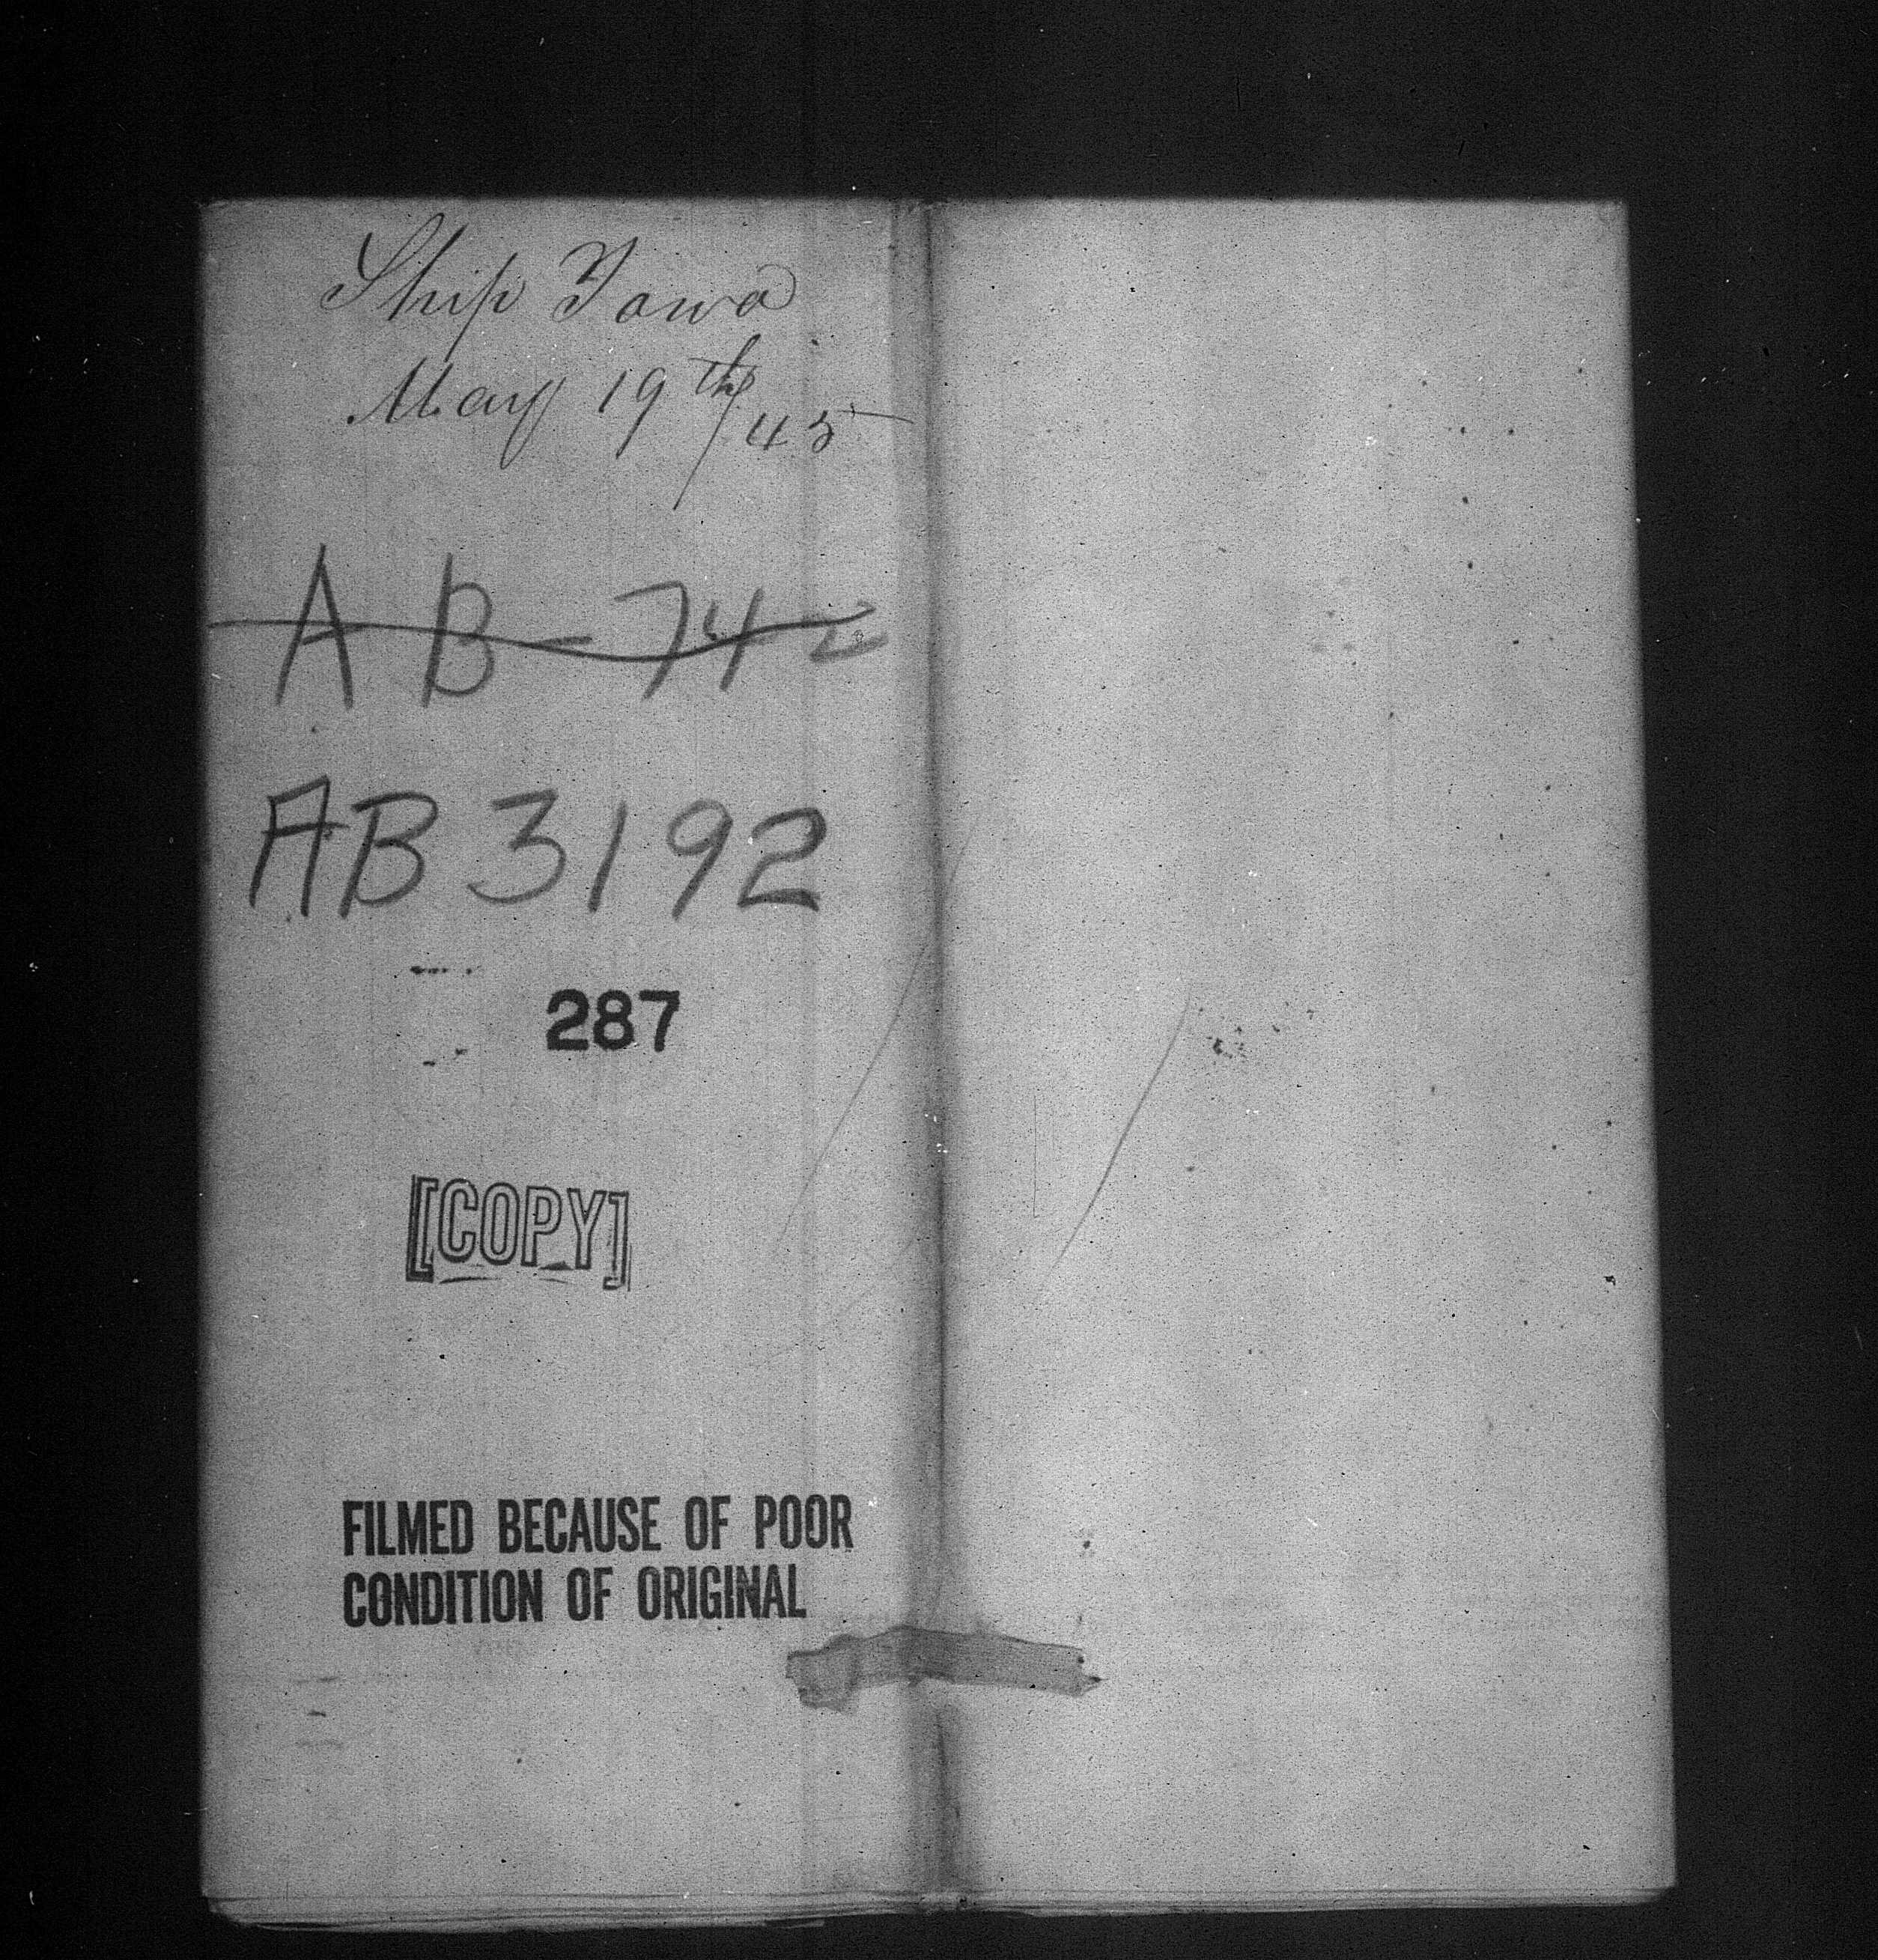 Ship Iowa
May 19th/45
AB-742
AB 3192
287
[COPY]
FILMED BECAUSE OF POOR
CONDITION OF ORIGINAL